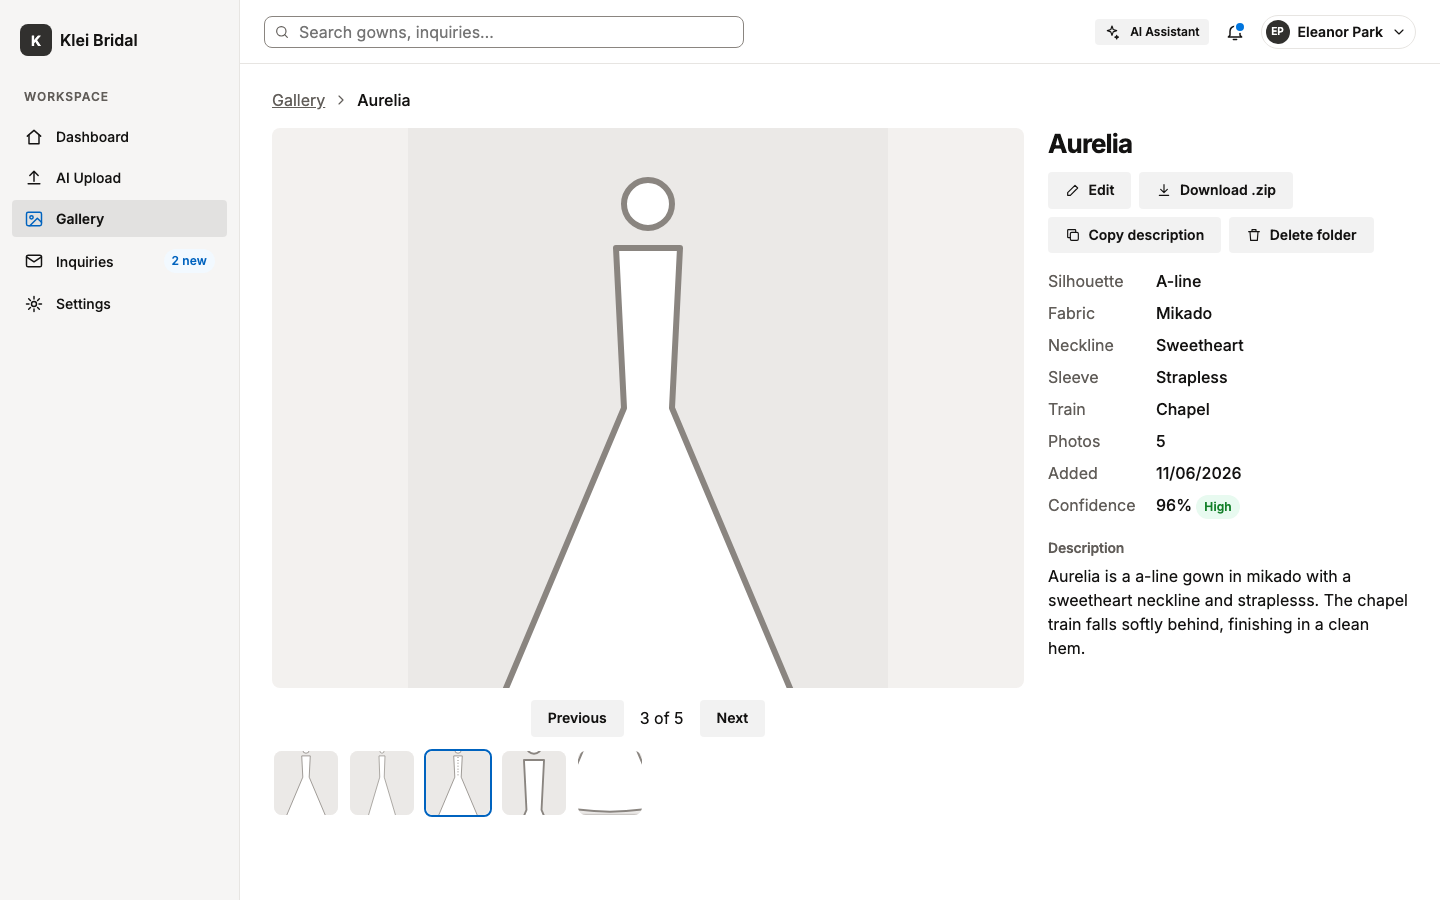 K Klei Bridal
WORKSPACE
Dashboard
AI Upload
Gallery
Inquiries 2 new
Settings
Search gowns, inquiries...
AI Assistant
EP Eleanor Park
Gallery > Aurelia
Previous 3 of 5 Next
Aurelia
Edit Download .zip
Copy description Delete folder
Silhouette A-line
Fabric Mikado
Neckline Sweetheart
Sleeve Strapless
Train Chapel
Photos 5
Added 11/06/2026
Confidence 96% High
Description
Aurelia is a a-line gown in mikado with a
sweetheart neckline and straplesss. The chapel
train falls softly behind, finishing in a clean
hem.